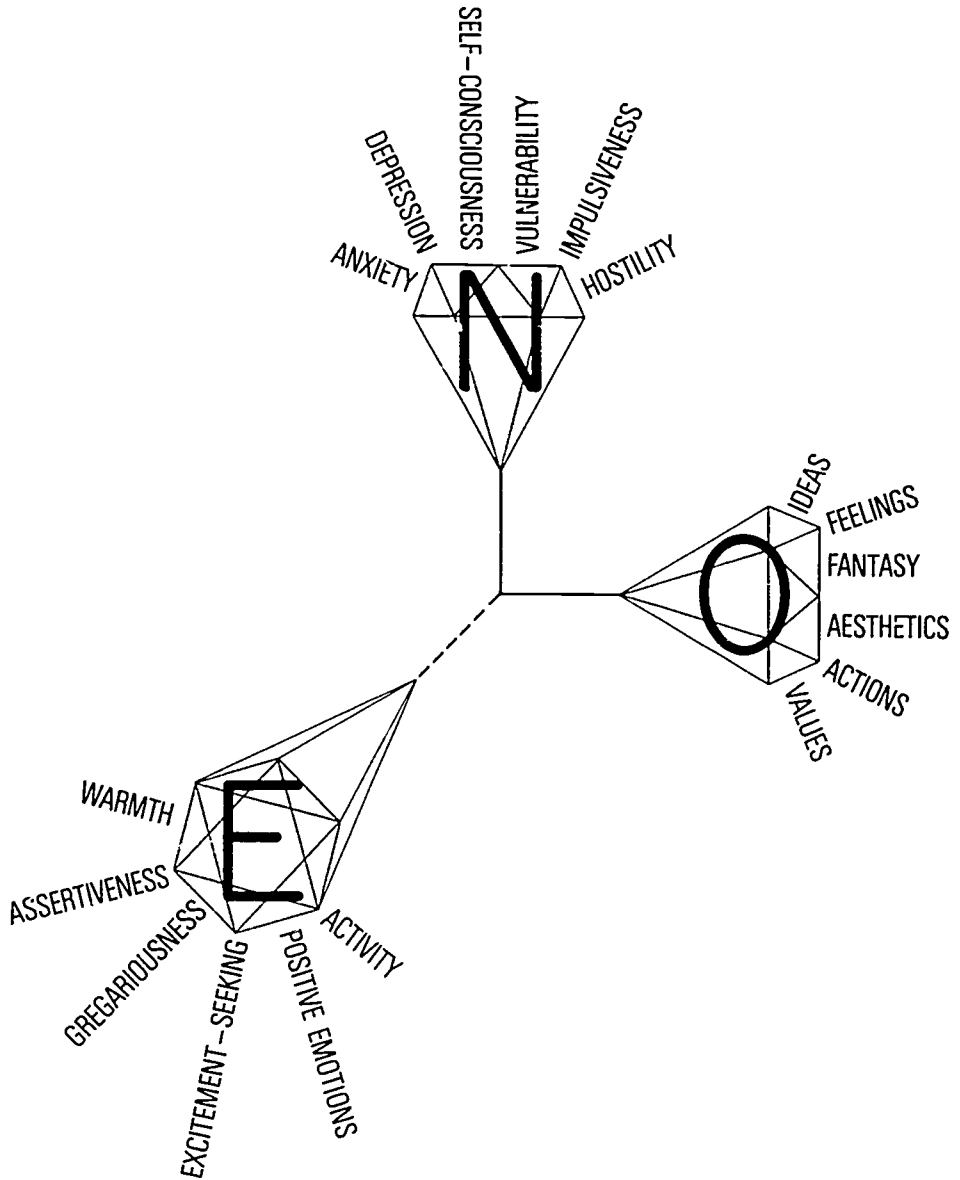 ANXIETY
DEPRESSION
SELF-CONSCIOUSNESS
VULNERABILITY
IMPULSIVENESS
HOSTILITY
N
IDEAS
FEELINGS
FANTASY
AESTHETICS
ACTIONS
VALUES
O
WARMTH
ASSERTIVENESS
GREGARIOUSNESS
EXCITEMENT-SEEKING
POSITIVE EMOTIONS
ACTIVITY
E